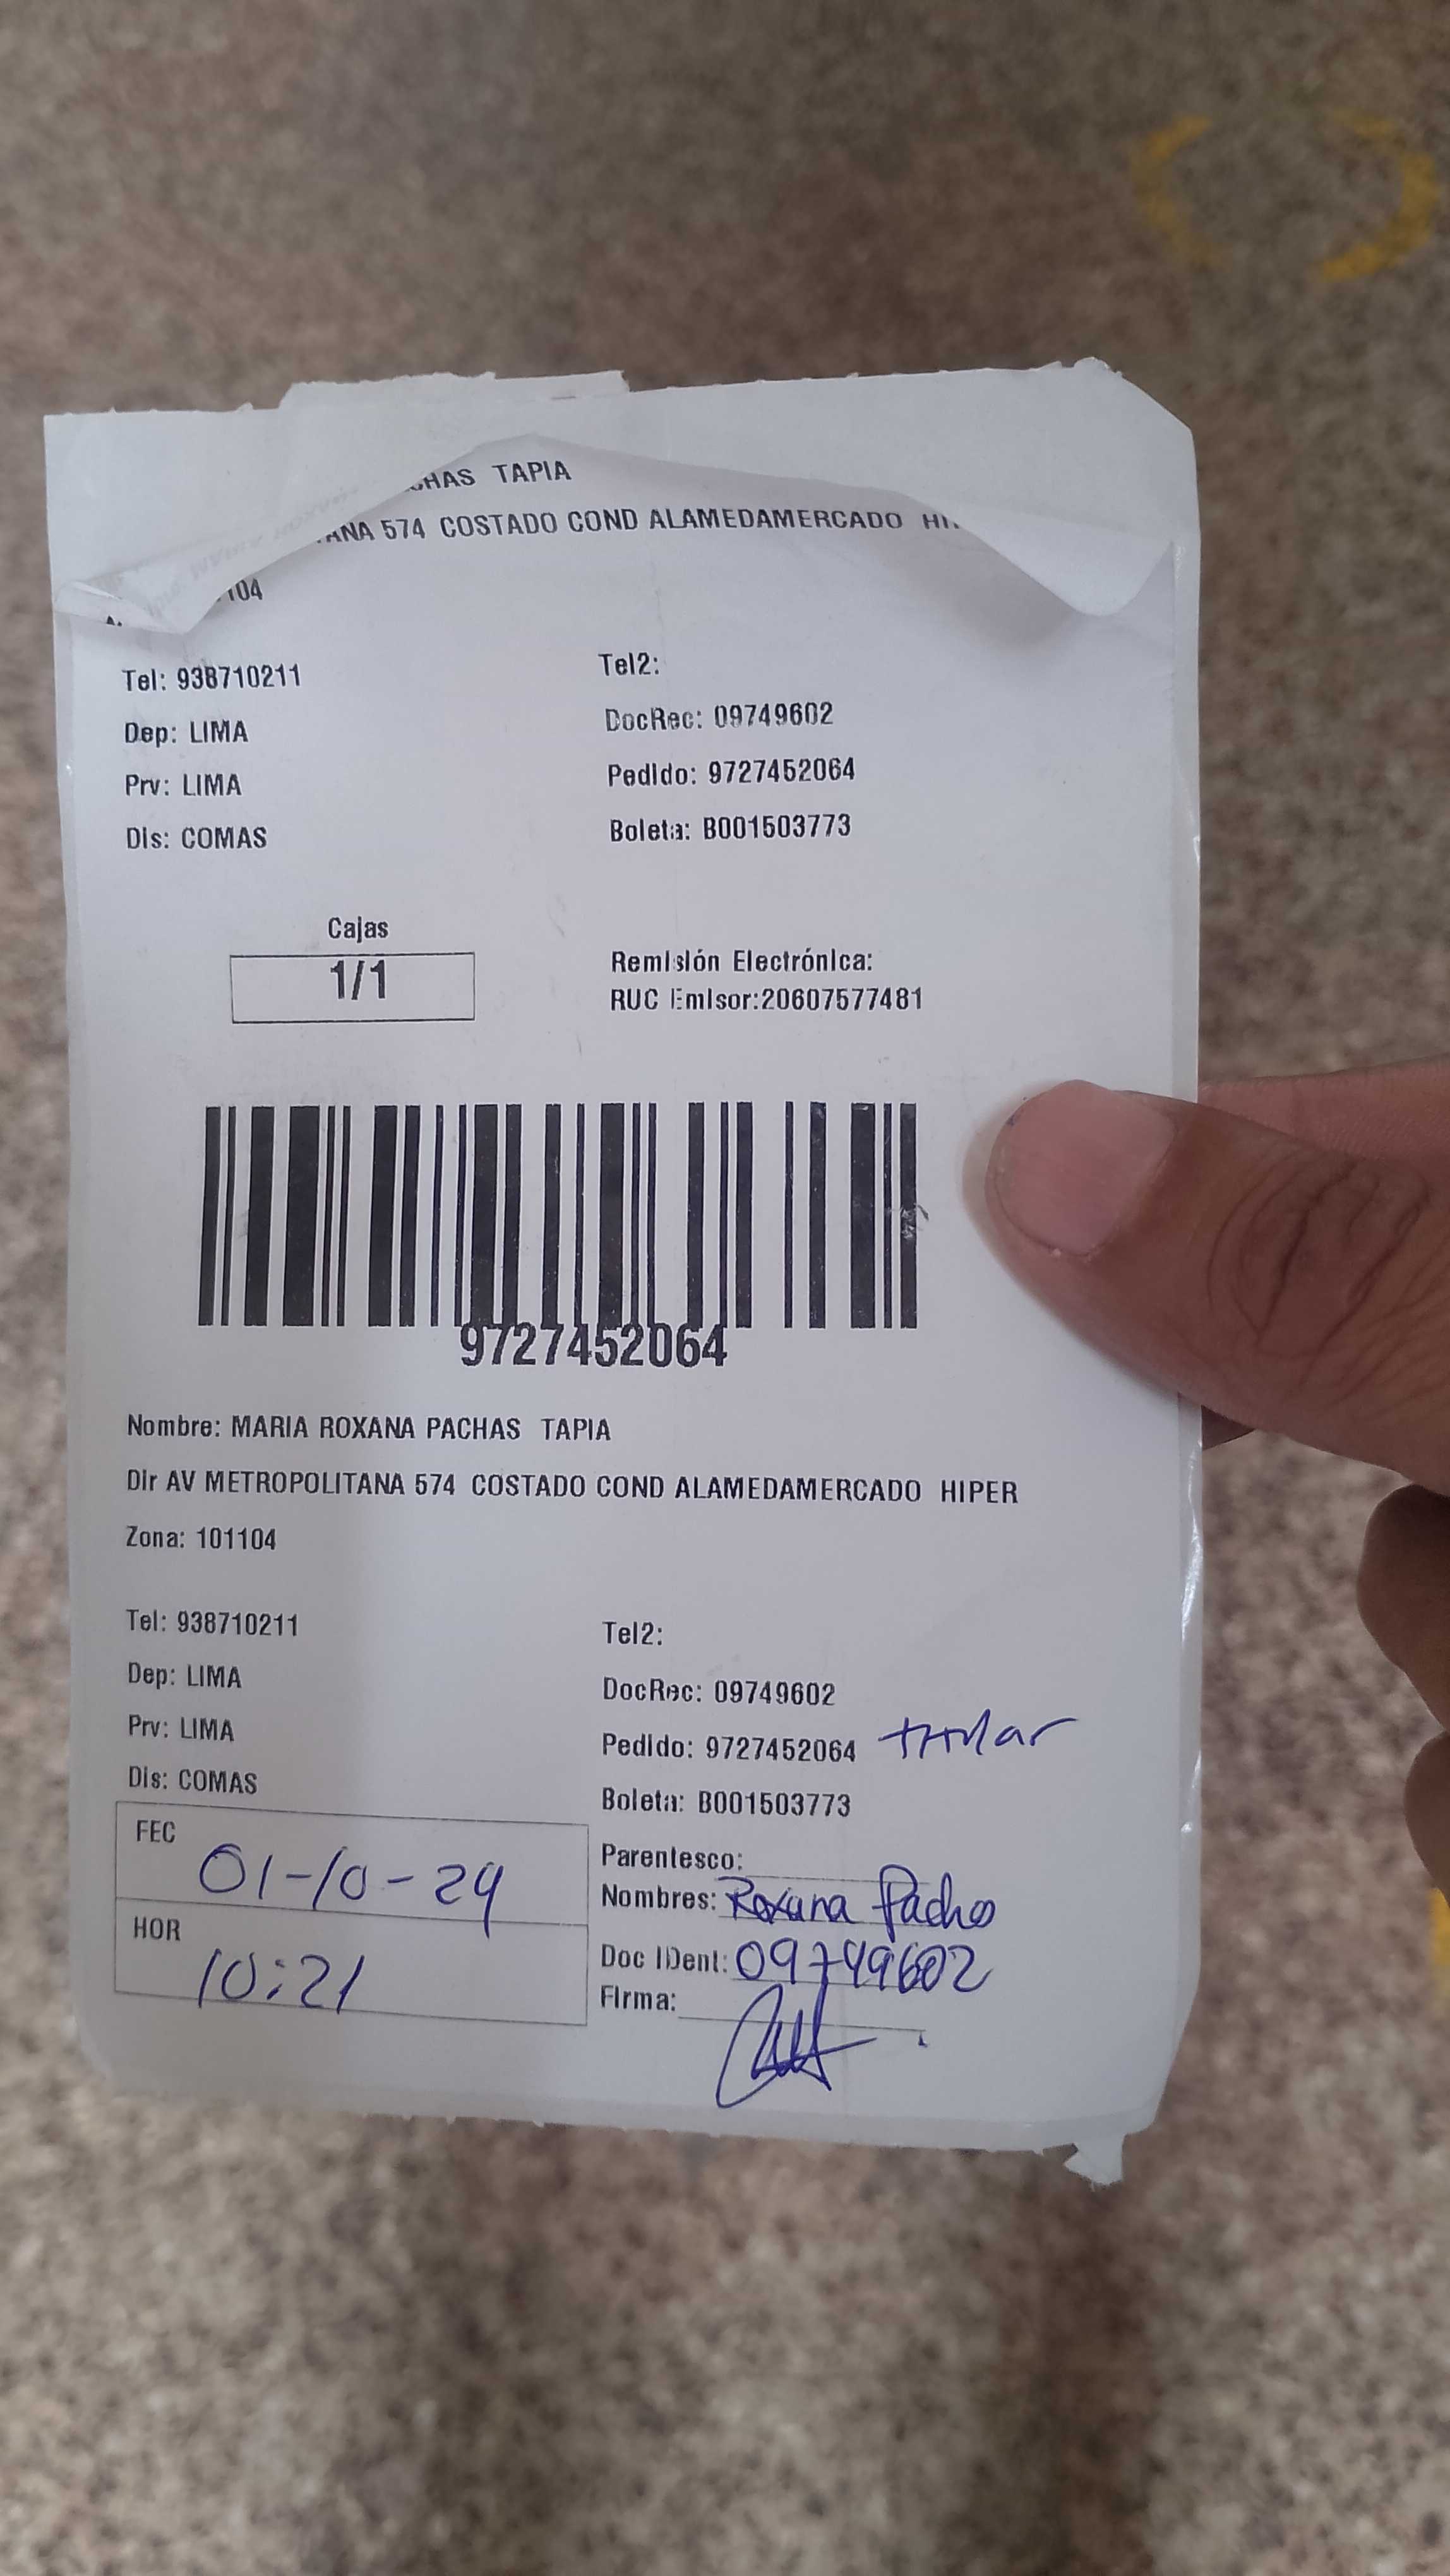 CHAS TAPIA
ANA 574 COSTADO COND ALAMEDAMERCADO
104
Tel: 938710211
Tel2:
Dep: LIMA
DocRec: 09749602
Prv: LIMA
Pedido: 9727452064
Dis: COMAS
Boleta: B001503773
Cajas
1/1
Remisión Electrónica:
RUC Emisor:20607577481
9727452064
Nombre: MARIA ROXANA PACHAS TAPIA
Dir AV METROPOLITANA 574 COSTADO COND ALAMEDAMERCADO HIPER
Zona: 101104
Tel: 938710211
Tel2:
Dep: LIMA
DocRec: 09749602
Prv: LIMA
Pedido: 9727452064 titular
Dis: COMAS
Boleta: B001503773
FEC 01-10-24
HOR 10:21
Parentesco:
Nombres: Roxana Pachas
Doc IDent: 09749602
Firma: